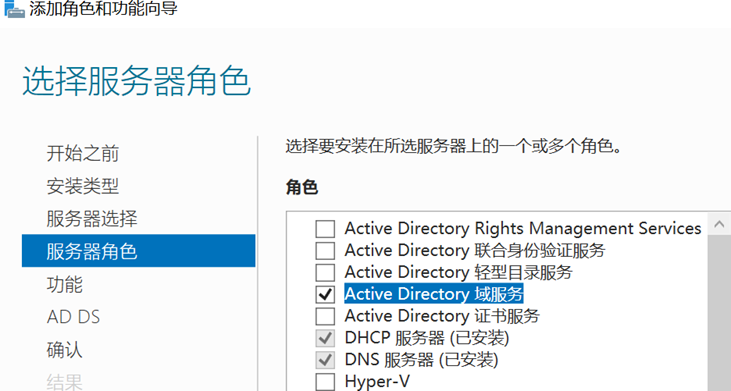 添加角色和功能向导
选择服务器角色
开始之前
安装类型
服务器选择
服务器角色
功能
AD DS
确认
结果
选择要安装在所选服务器上的一个或多个角色。
角色
Active Directory Rights Management Services
Active Directory 联合身份验证服务
Active Directory 轻型目录服务
Active Directory 域服务
Active Directory 证书服务
DHCP 服务器 (已安装)
DNS 服务器 (已安装)
Hyper-V